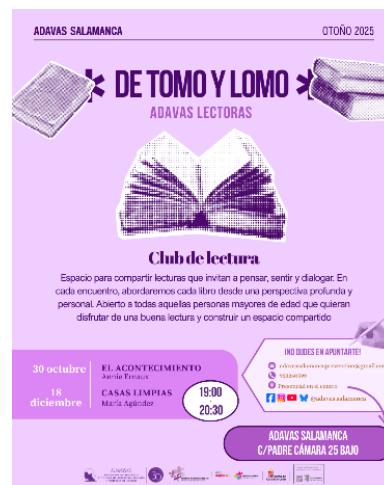 ADAVAS SALAMANCA
OTOÑO 2025
* DE TOMO Y LOMO *
ADAVAS LECTORAS
Club de lectura
Espacio para compartir lecturas que invitan a pensar, sentir y dialogar. En
cada encuentro, abordaremos cada libro desde una perspectiva profunda y
personal. Abierto a todas aquellas personas mayores de edad que quieran
disfrutar de una buena lectura y construir un espacio compartido
¡NO DUDES EN APUNTARTE!
Presencial en el centro
@adavas.salamanca
30 octubre
EL ACONTECIMIENTO
Annie Ernaux
18
diciembre
CASAS LIMPIAS
María Agúndez
19:00
-
20:30
ADAVAS SALAMANCA
C/PADRE CÁMARA 25 BAJO